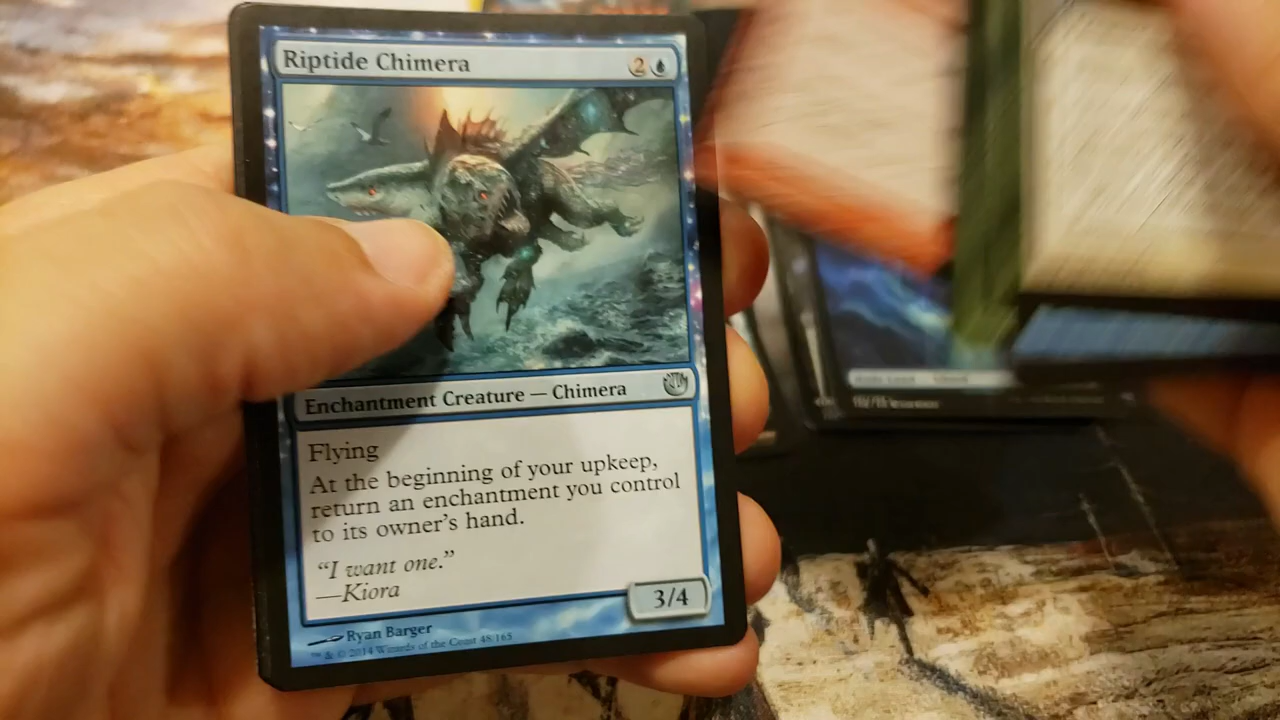 Riptide Chimera 2
Enchantment Creature — Chimera
Flying
At the beginning of your upkeep,
return an enchantment you control
to its owner's hand.
“I want one.”
—Kiora
3/4
Ryan Barger
™ & © 2014 Wizards of the Coast 48/165